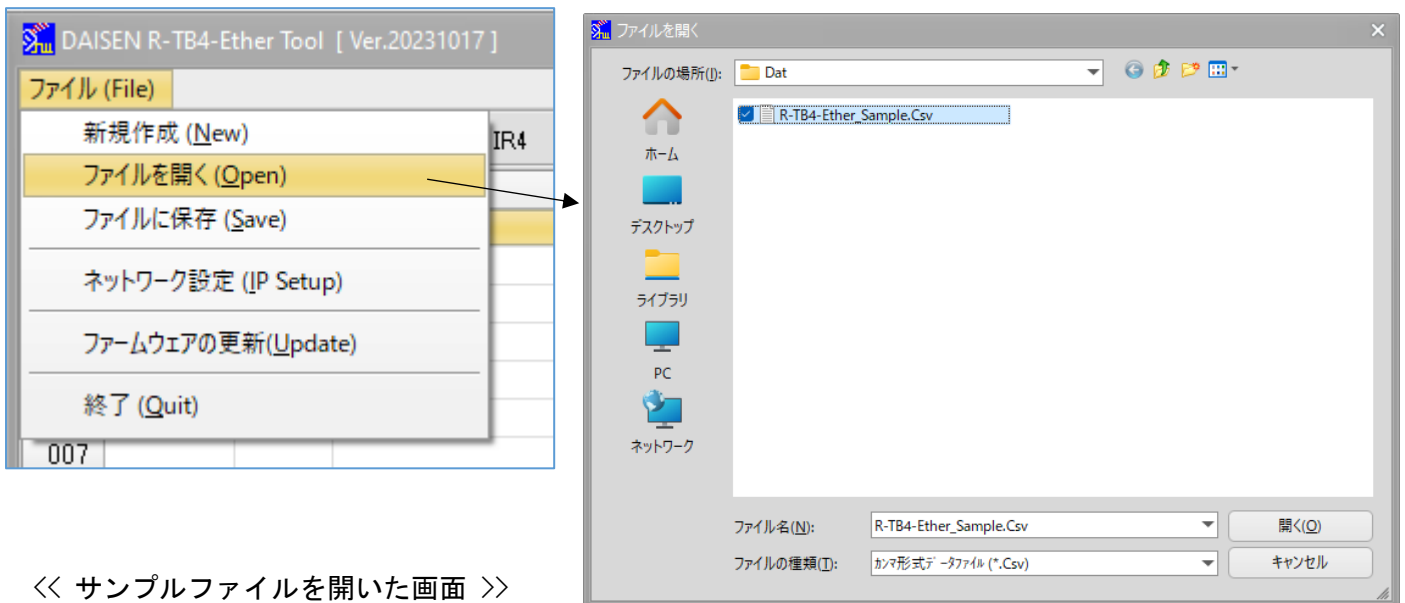 DAISEN R-TB4-Ether Tool [ Ver.20231017 ]
ファイル (File)
新規作成 (New)
IR4
ファイルを開く (Open)
ファイルに保存 (Save)
ネットワーク設定 (IP Setup)
ファームウェアの更新(Update)
終了 (Quit)
007
ファイルを開く
ファイルの場所(I):
Dat
R-TB4-Ether_Sample.Csv
ホーム
デスクトップ
ライブラリ
PC
ネットワーク
ファイル名(N):
R-TB4-Ether_Sample.Csv
開く(O)
ファイルの種類(T):
ｶﾝﾏ形式ﾃﾞｰﾀﾌｧｲﾙ (*.Csv)
キャンセル
<< サンプルファイルを開いた画面 >>